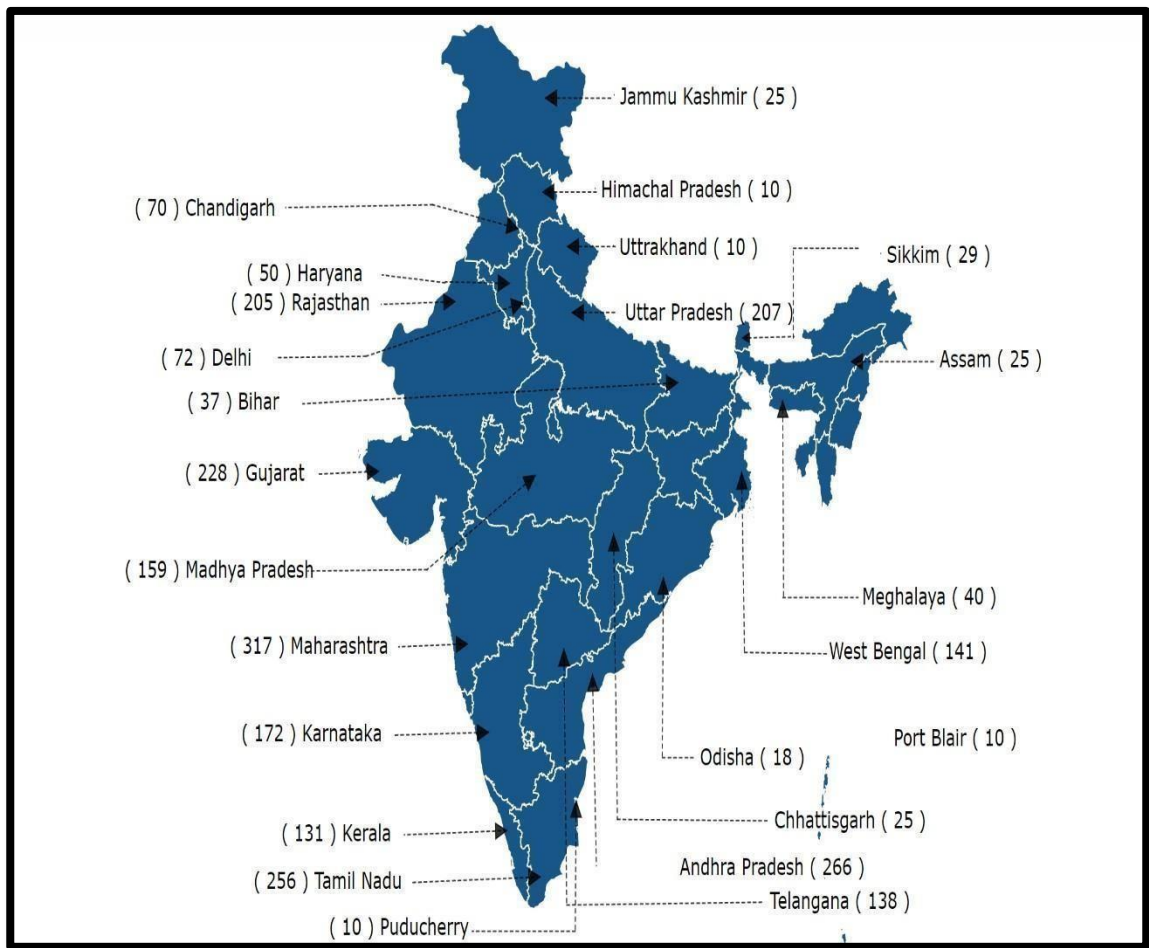 Jammu Kashmir ( 25 )
Himachal Pradesh ( 10 )
( 70 ) Chandigarh
Uttrakhand ( 10 )
Sikkim ( 29 )
( 50 ) Haryana
( 205 ) Rajasthan
Uttar Pradesh ( 207 )
( 72 ) Delhi
Assam ( 25 )
( 37 ) Bihar
( 228 ) Gujarat
( 159 ) Madhya Pradesh
Meghalaya ( 40 )
( 317 ) Maharashtra
West Bengal ( 141 )
( 172 ) Karnataka
Port Blair ( 10 )
Odisha ( 18 )
Chhattisgarh ( 25 )
( 131 ) Kerala
Andhra Pradesh ( 266 )
( 256 ) Tamil Nadu
Telangana ( 138 )
( 10 ) Puducherry